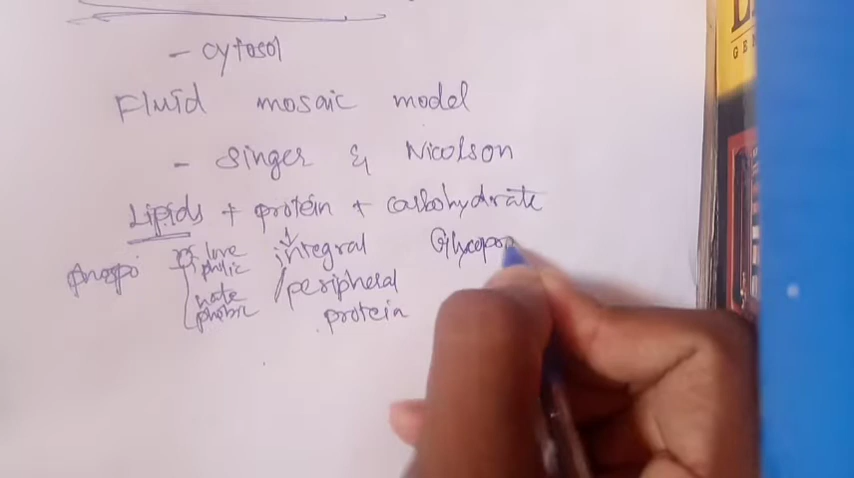 - cytosol
Fluid mosaic model
- Singer & Nicolson
Lipids + protein + carbohydrate
love integral Glycopro
phospo philic peripheral
hate protein
phobic